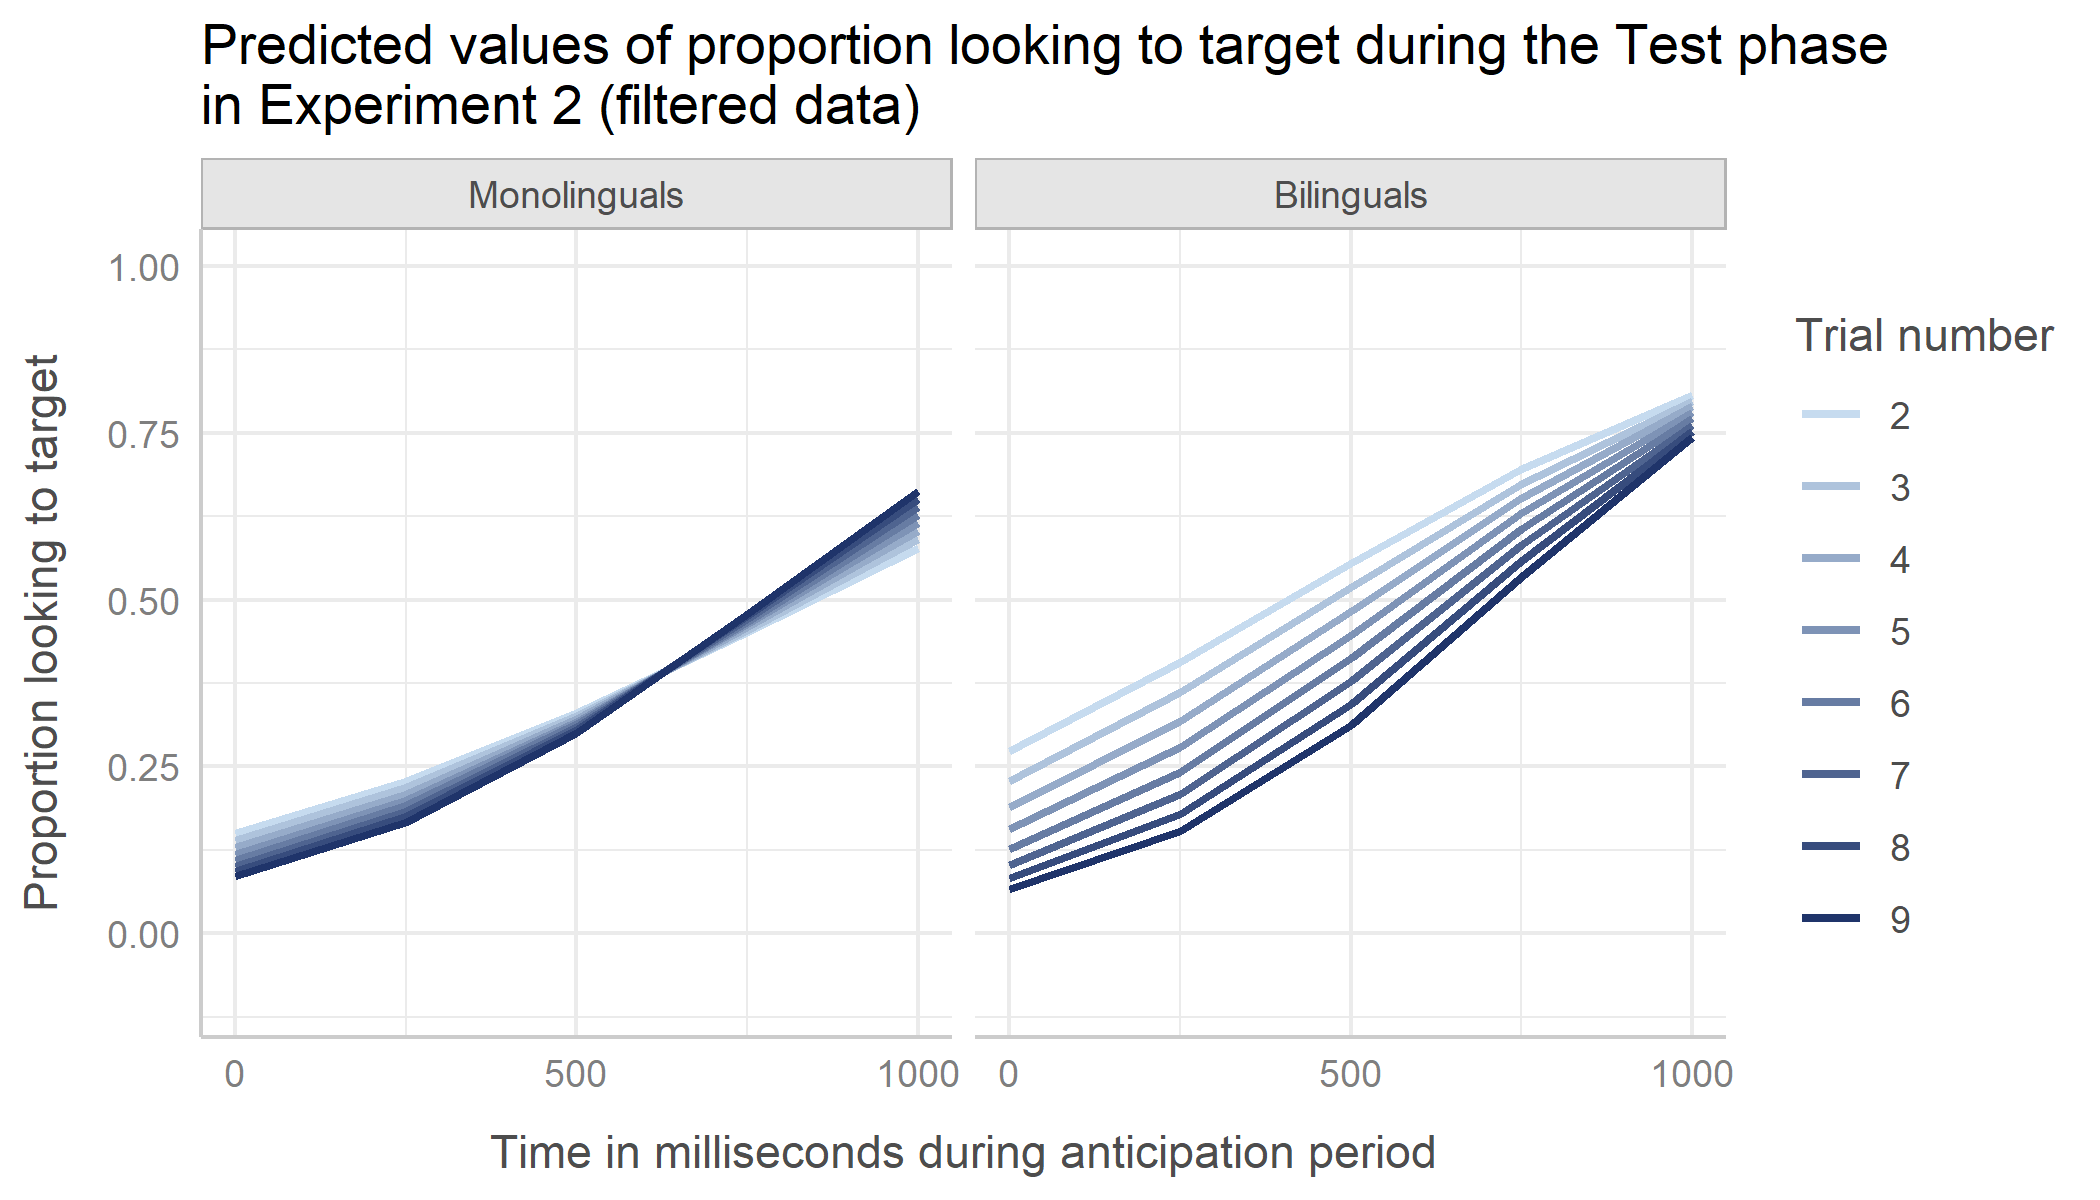 Predicted values of proportion looking to target during the Test phase
in Experiment 2 (filtered data)
Monolinguals
Bilinguals
Proportion looking to target
1.00
0.75
0.50
0.25
0.00
0
500
1000
0
500
1000
Time in milliseconds during anticipation period
Trial number
2
3
4
5
6
7
8
9